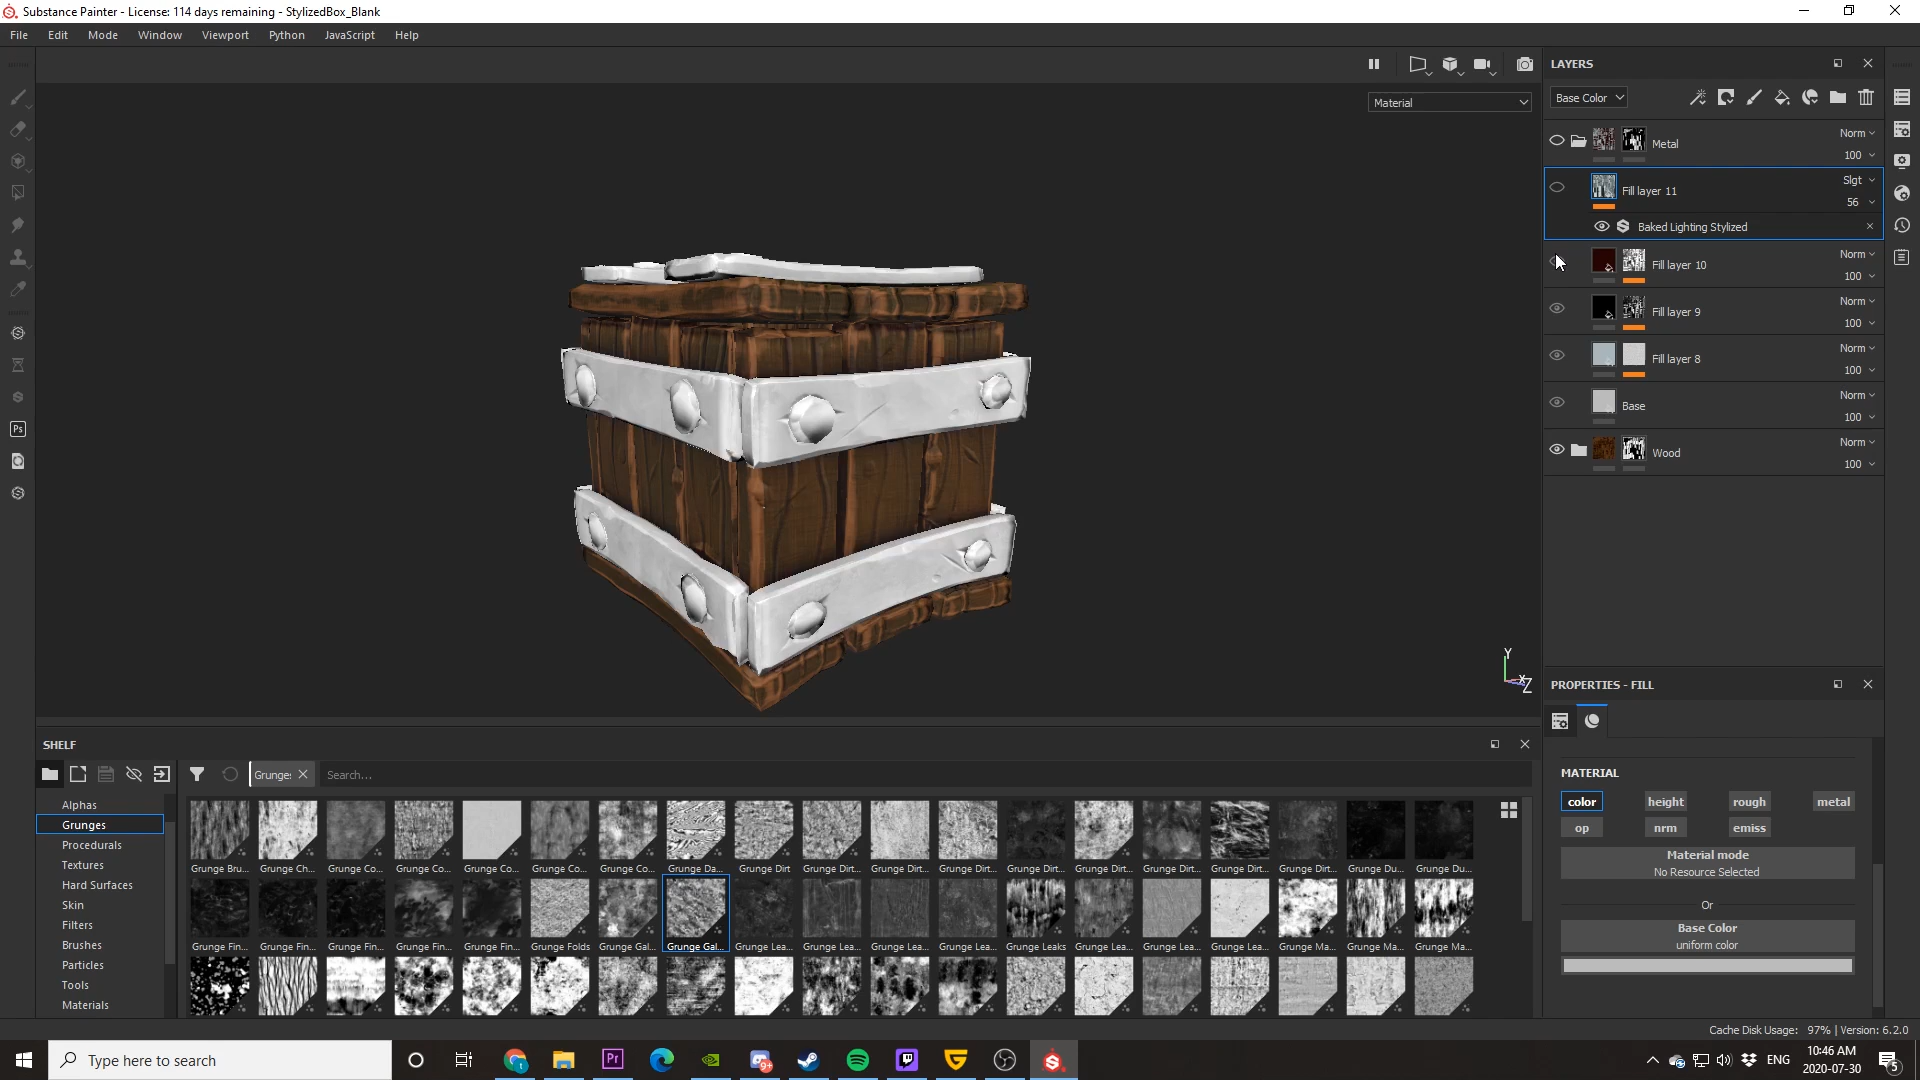 Substance Painter - License: 114 days remaining - StylizedBox_Blank
File Edit Mode Window Viewport Python JavaScript Help
Material
LAYERS
Base Color
Metal Norm 100
Fill layer 11 Slgt 56
Baked Lighting Stylized
Fill layer 10 Norm 100
Fill layer 9 Norm 100
Fill layer 8 Norm 100
Base Norm 100
Wood Norm 100
Y
X
Z
PROPERTIES - FILL
MATERIAL
color height rough metal
op nrm emiss
Material mode
No Resource Selected
Or
Base Color
uniform color
SHELF
Grunge: Search...
Alphas
Grunges
Procedurals
Textures
Hard Surfaces
Skin
Filters
Brushes
Particles
Tools
Materials
Grunge Bru... Grunge Ch... Grunge Co... Grunge Co... Grunge Co... Grunge Co... Grunge Co... Grunge Da... Grunge Dirt Grunge Dirt... Grunge Dirt... Grunge Dirt... Grunge Dirt... Grunge Dirt... Grunge Dirt... Grunge Dirt... Grunge Dirt... Grunge Du... Grunge Du...
Grunge Fin... Grunge Fin... Grunge Fin... Grunge Fin... Grunge Fin... Grunge Folds Grunge Gal... Grunge Gal... Grunge Lea... Grunge Lea... Grunge Lea... Grunge Lea... Grunge Leaks Grunge Lea... Grunge Lea... Grunge Lea... Grunge Ma... Grunge Ma... Grunge Ma...
Cache Disk Usage: 97% | Version: 6.2.0
Type here to search
Ps
Pr
9+
ENG
10:46 AM
2020-07-30
5